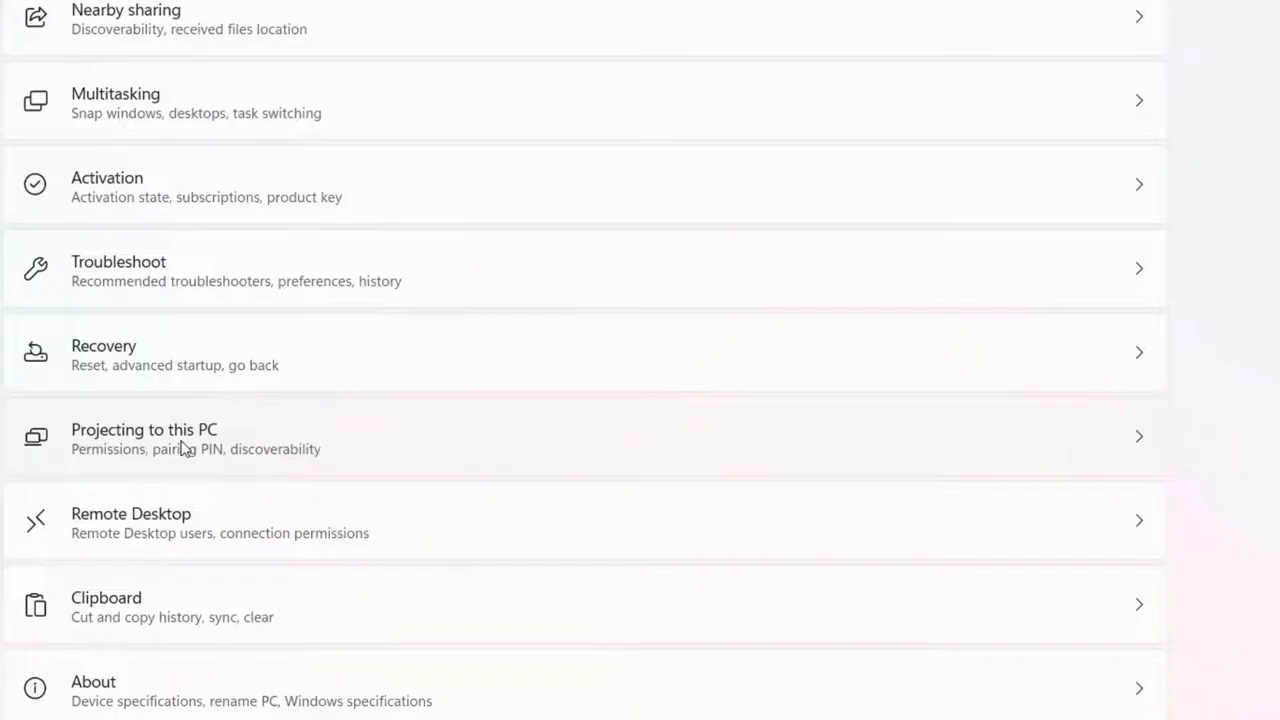 Nearby sharing
Discoverability, received files location
Multitasking
Snap windows, desktops, task switching
Activation
Activation state, subscriptions, product key
Troubleshoot
Recommended troubleshooters, preferences, history
Recovery
Reset, advanced startup, go back
Projecting to this PC
Permissions, pairing PIN, discoverability
Remote Desktop
Remote Desktop users, connection permissions
Clipboard
Cut and copy history, sync, clear
About
Device specifications, rename PC, Windows specifications